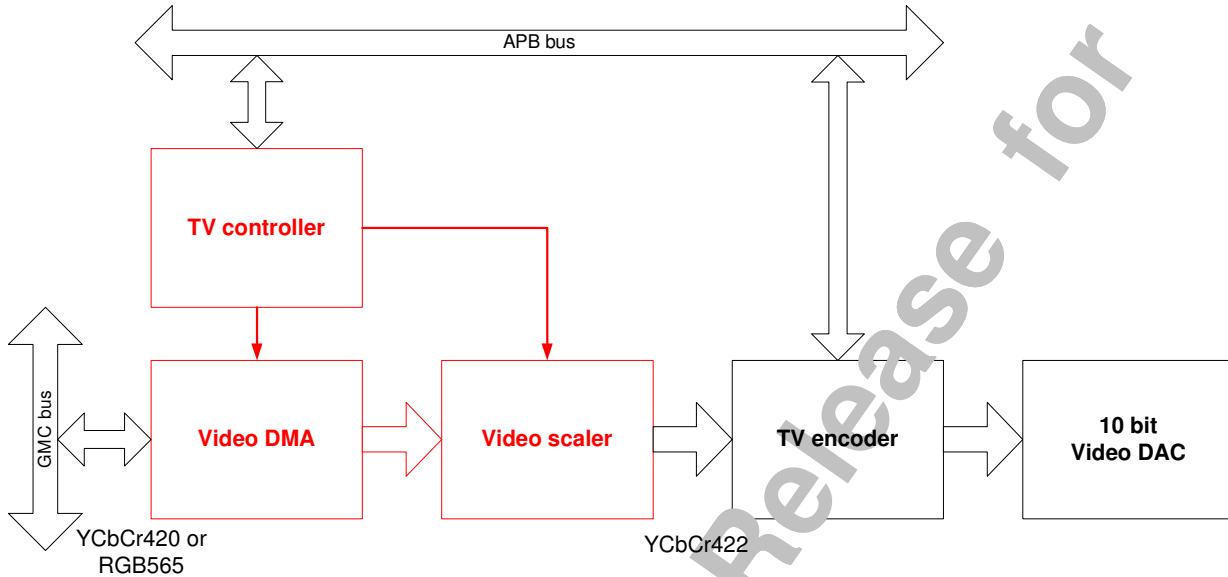 APB bus
TV controller
GMC bus
Video DMA
Video scaler
TV encoder
10 bit
Video DAC
YCbCr420 or
RGB565
YCbCr422
Release for